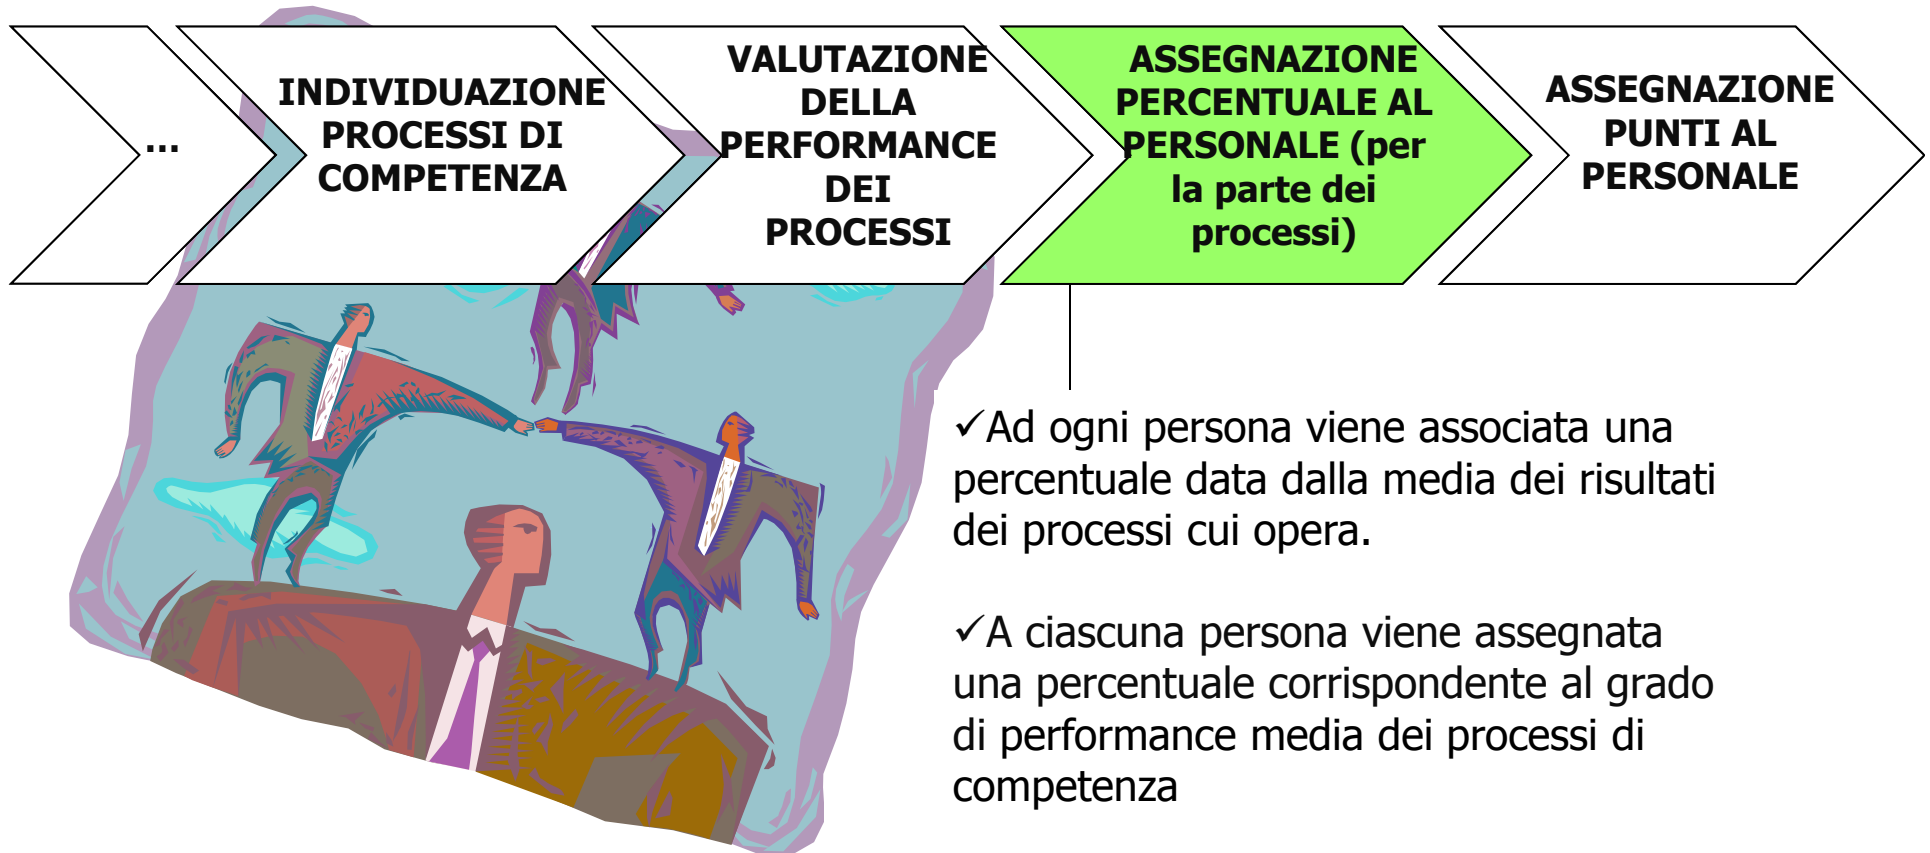 ...
INDIVIDUAZIONE
PROCESSI DI
COMPETENZA
VALUTAZIONE
DELLA
PERFORMANCE
DEI
PROCESSI
ASSEGNAZIONE
PERCENTUALE AL
PERSONALE (per
la parte dei
processi)
ASSEGNAZIONE
PUNTI AL
PERSONALE
✓Ad ogni persona viene associata una
percentuale data dalla media dei risultati
dei processi cui opera.
✓A ciascuna persona viene assegnata
una percentuale corrispondente al grado
di performance media dei processi di
competenza